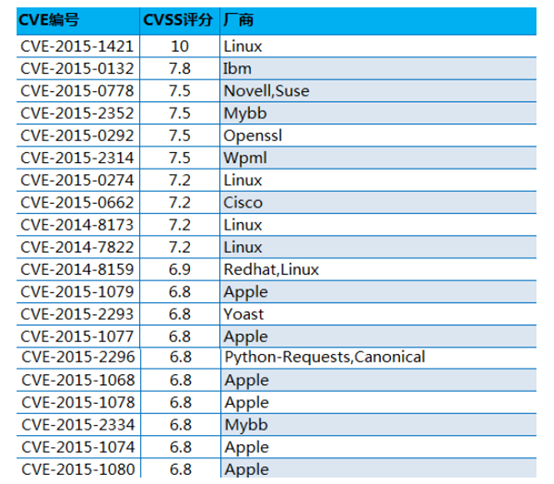 CVE编号 CVSS评分 厂商
CVE-2015-1421 10 Linux
CVE-2015-0132 7.8 Ibm
CVE-2015-0778 7.5 Novell,Suse
CVE-2015-2352 7.5 Mybb
CVE-2015-0292 7.5 Openssl
CVE-2015-2314 7.5 Wpml
CVE-2015-0274 7.2 Linux
CVE-2015-0662 7.2 Cisco
CVE-2014-8173 7.2 Linux
CVE-2014-7822 7.2 Linux
CVE-2014-8159 6.9 Redhat,Linux
CVE-2015-1079 6.8 Apple
CVE-2015-2293 6.8 Yoast
CVE-2015-1077 6.8 Apple
CVE-2015-2296 6.8 Python-Requests,Canonical
CVE-2015-1068 6.8 Apple
CVE-2015-1078 6.8 Apple
CVE-2015-2334 6.8 Mybb
CVE-2015-1074 6.8 Apple
CVE-2015-1080 6.8 Apple